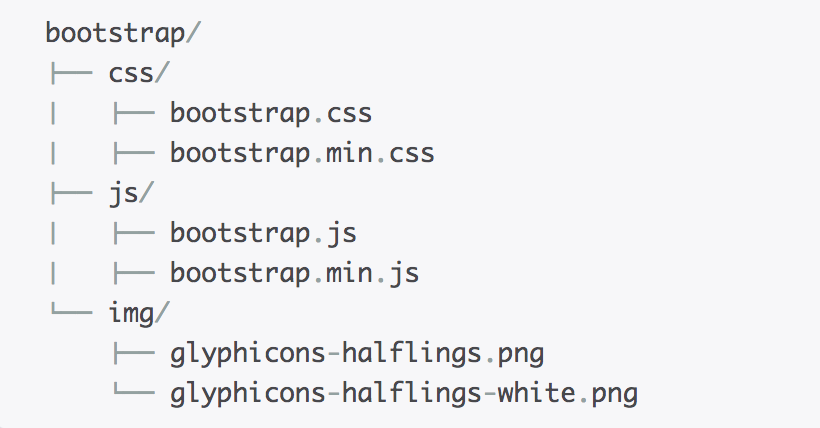 bootstrap/
├── css/
│   ├── bootstrap.css
│   ├── bootstrap.min.css
├── js/
│   ├── bootstrap.js
│   ├── bootstrap.min.js
└── img/
    ├── glyphicons-halflings.png
    └── glyphicons-halflings-white.png